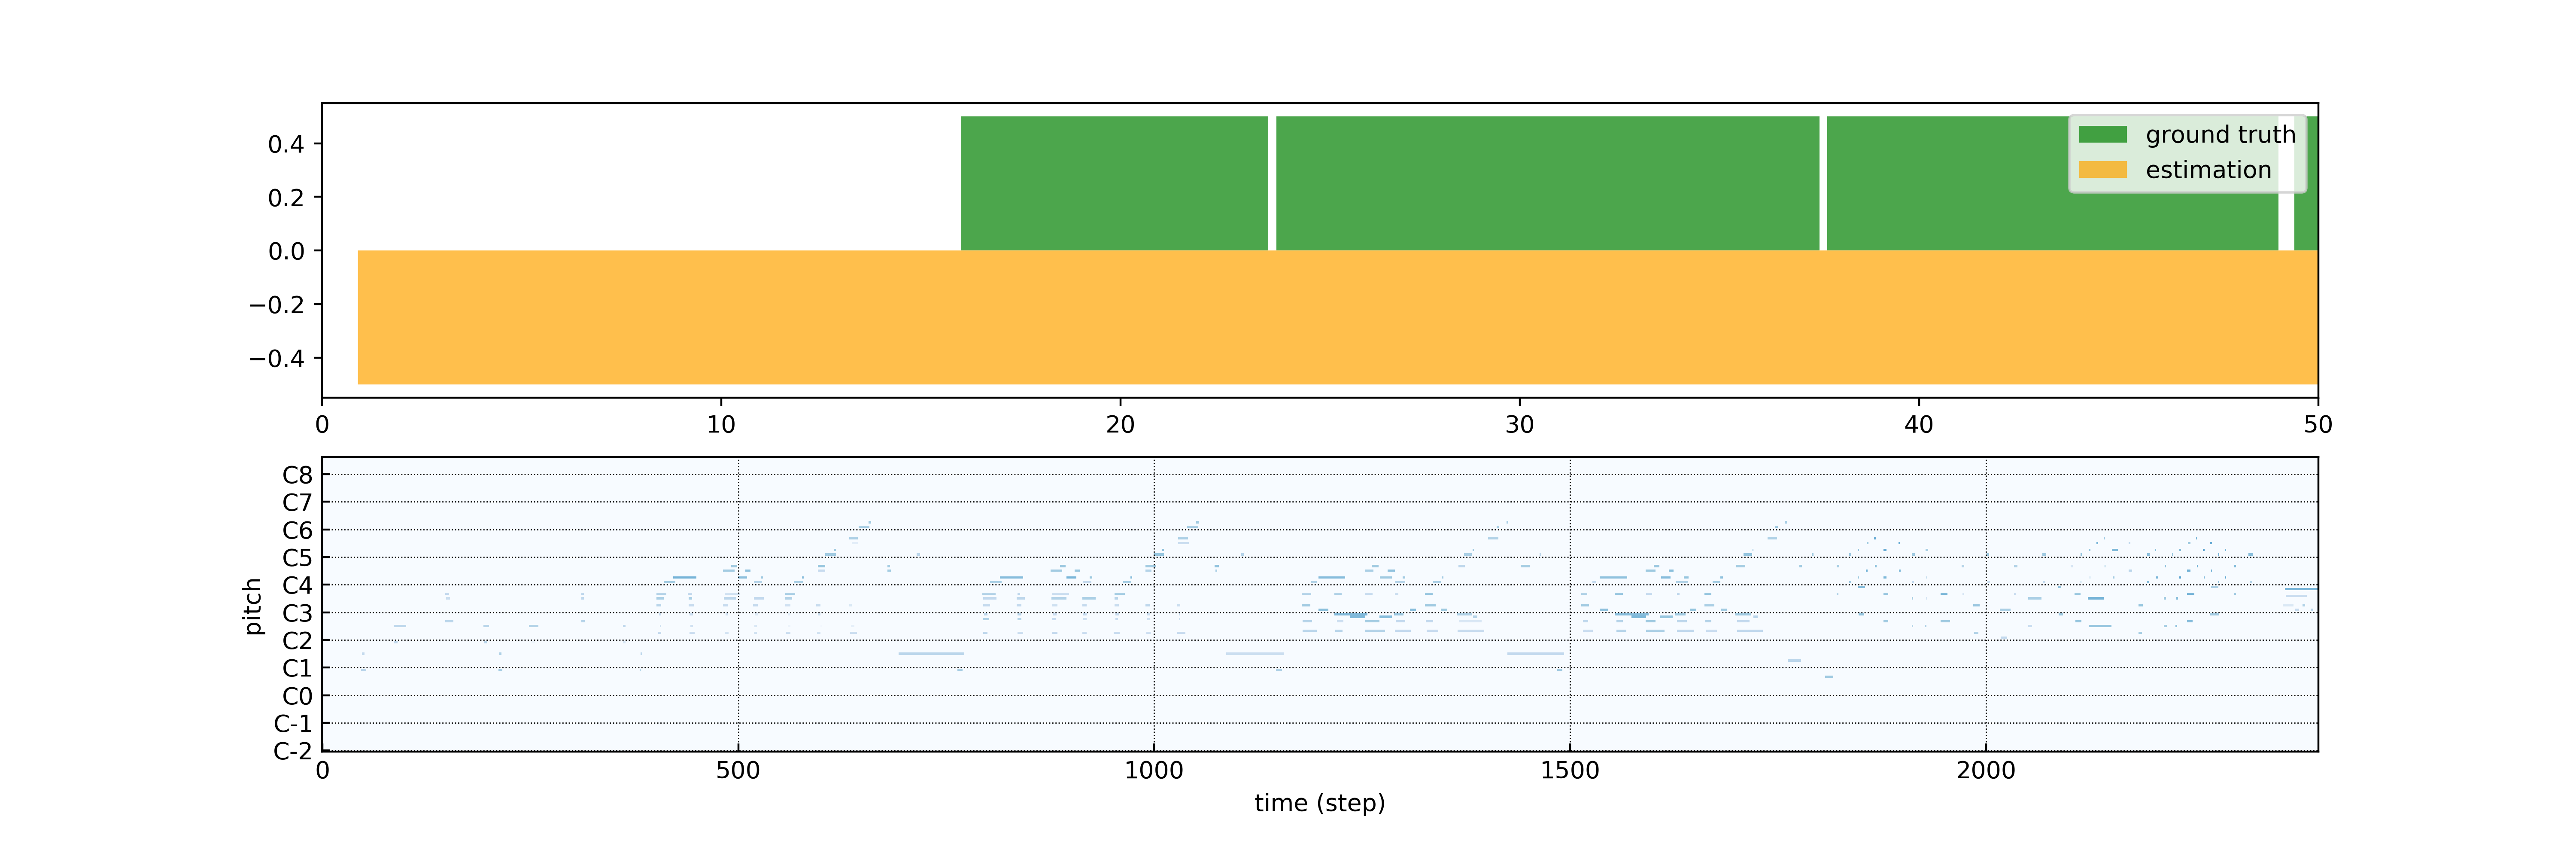 0.4
0.2
0.0
−0.2
−0.4
ground truth
estimation
0 10 20 30 40 50
C8
C7
C6
C5
C4
C3
C2
C1
C0
C-1
C-2
pitch
0 500 1000 1500 2000
time (step)